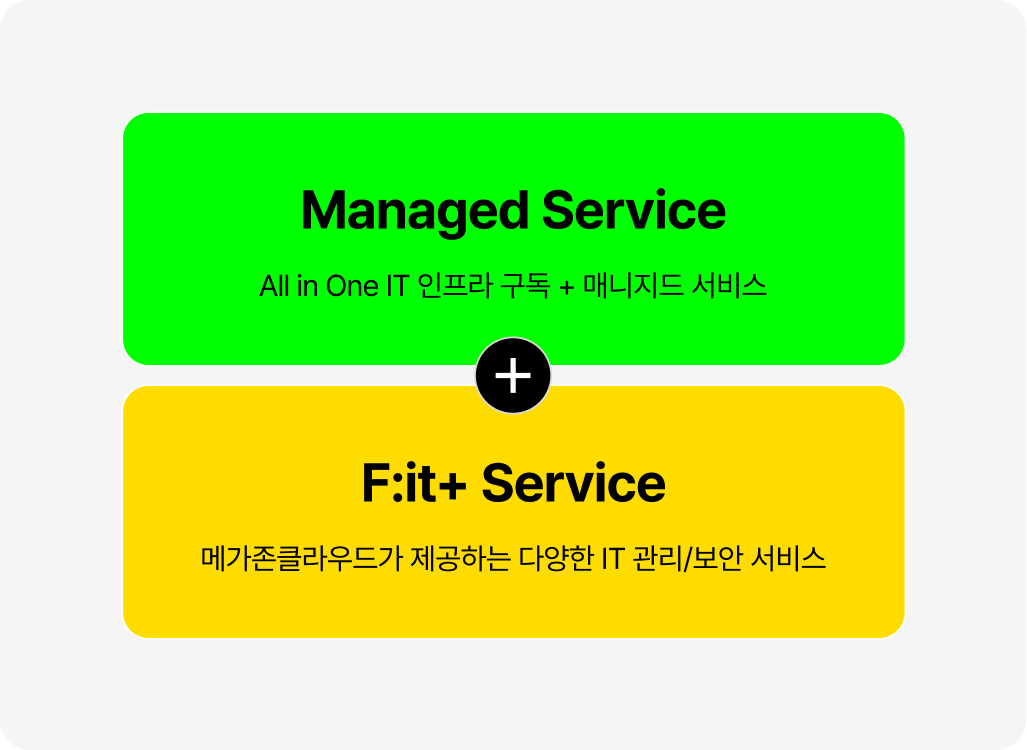 Managed Service
All in One IT 인프라 구독 + 매니지드 서비스
+
F:it+ Service
메가존클라우드가 제공하는 다양한 IT 관리/보안 서비스